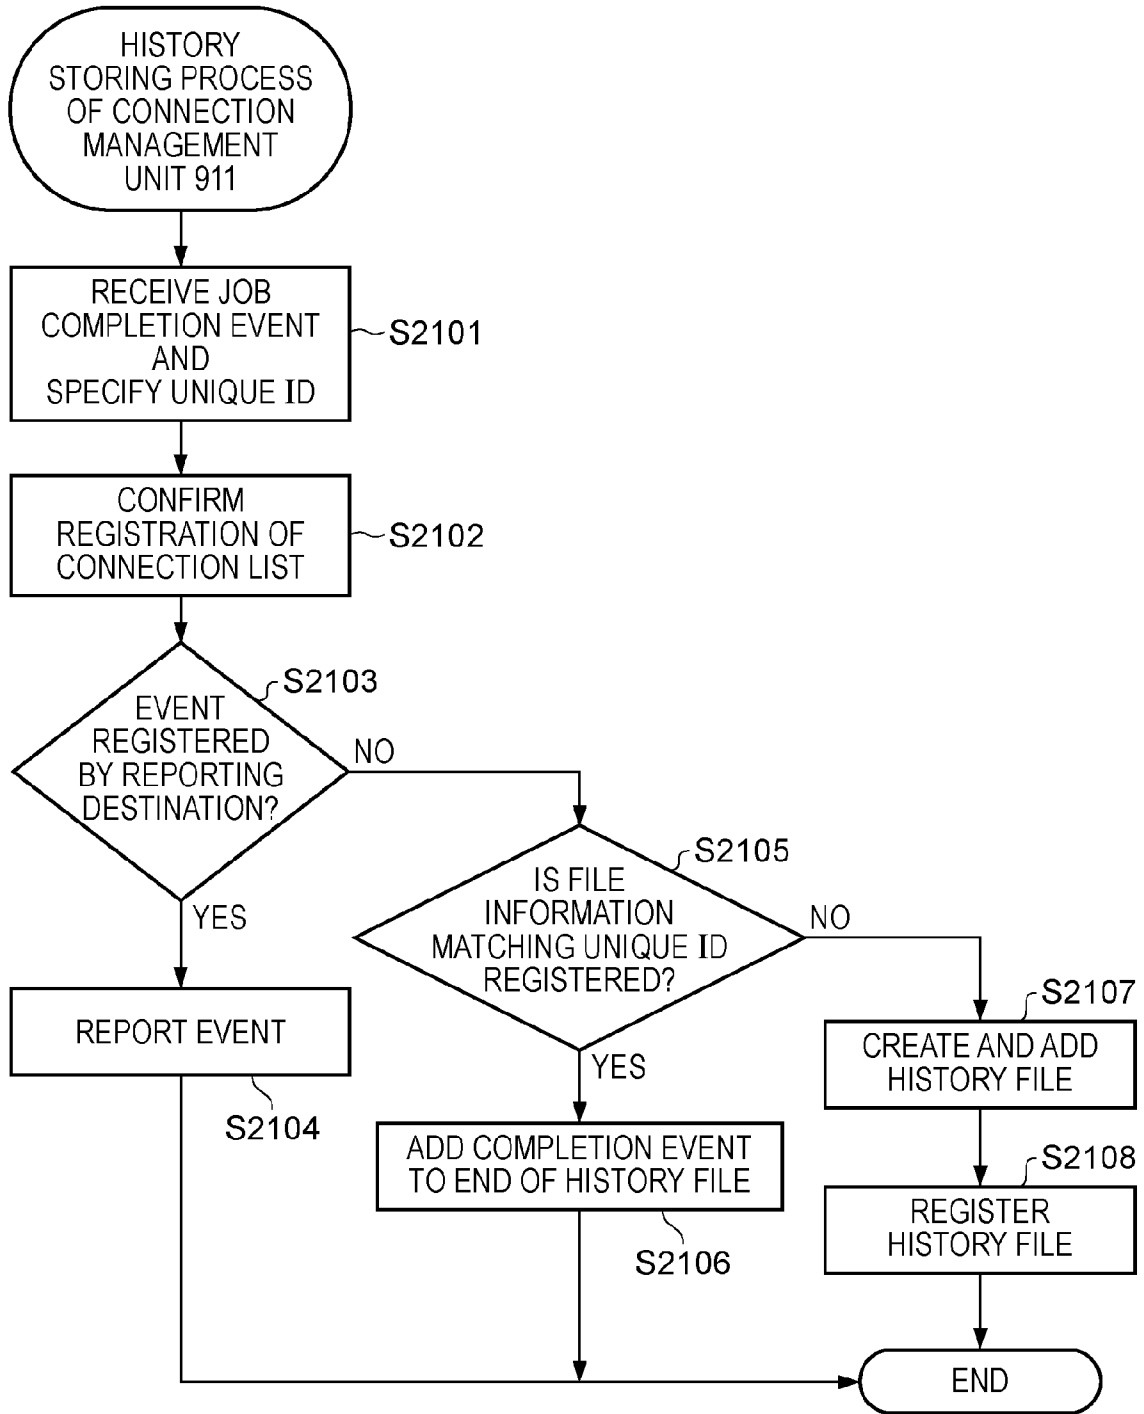 HISTORY
STORING PROCESS
OF CONNECTION
MANAGEMENT
UNIT 911
RECEIVE JOB
COMPLETION EVENT
AND
SPECIFY UNIQUE ID
S2101
CONFIRM
REGISTRATION OF
CONNECTION LIST
S2102
S2103
EVENT
REGISTERED
BY REPORTING
DESTINATION?
NO
YES
REPORT EVENT
S2104
S2105
IS FILE
INFORMATION
MATCHING UNIQUE ID
REGISTERED?
NO
YES
ADD COMPLETION EVENT
TO END OF HISTORY FILE
S2106
S2107
CREATE AND ADD
HISTORY FILE
S2108
REGISTER
HISTORY FILE
END